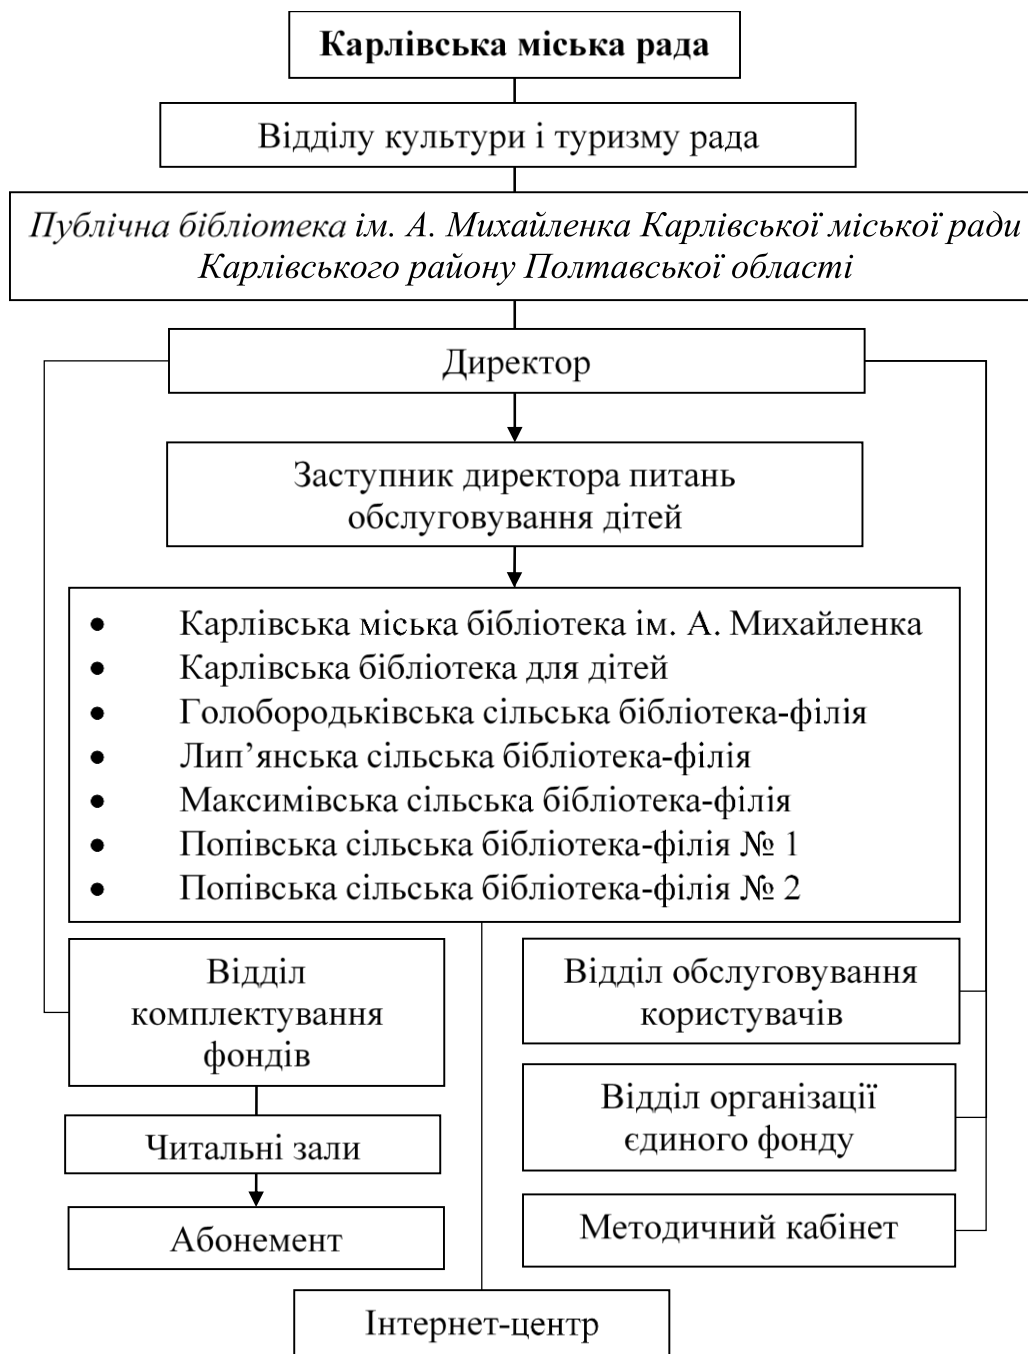 Карлівська міська рада
Відділу культури і туризму рада
Публічна бібліотека ім. А. Михайленка Карлівської міської ради
Карлівського району Полтавської області
Директор
Заступник директора питань
обслуговування дітей
• Карлівська міська бібліотека ім. А. Михайленка
• Карлівська бібліотека для дітей
• Голобородьківська сільська бібліотека-філія
• Лип’янська сільська бібліотека-філія
• Максимівська сільська бібліотека-філія
• Попівська сільська бібліотека-філія № 1
• Попівська сільська бібліотека-філія № 2
Відділ
комплектування
фондів
Читальні зали
Абонемент
Відділ обслуговування
користувачів
Відділ організації
єдиного фонду
Методичний кабінет
Інтернет-центр